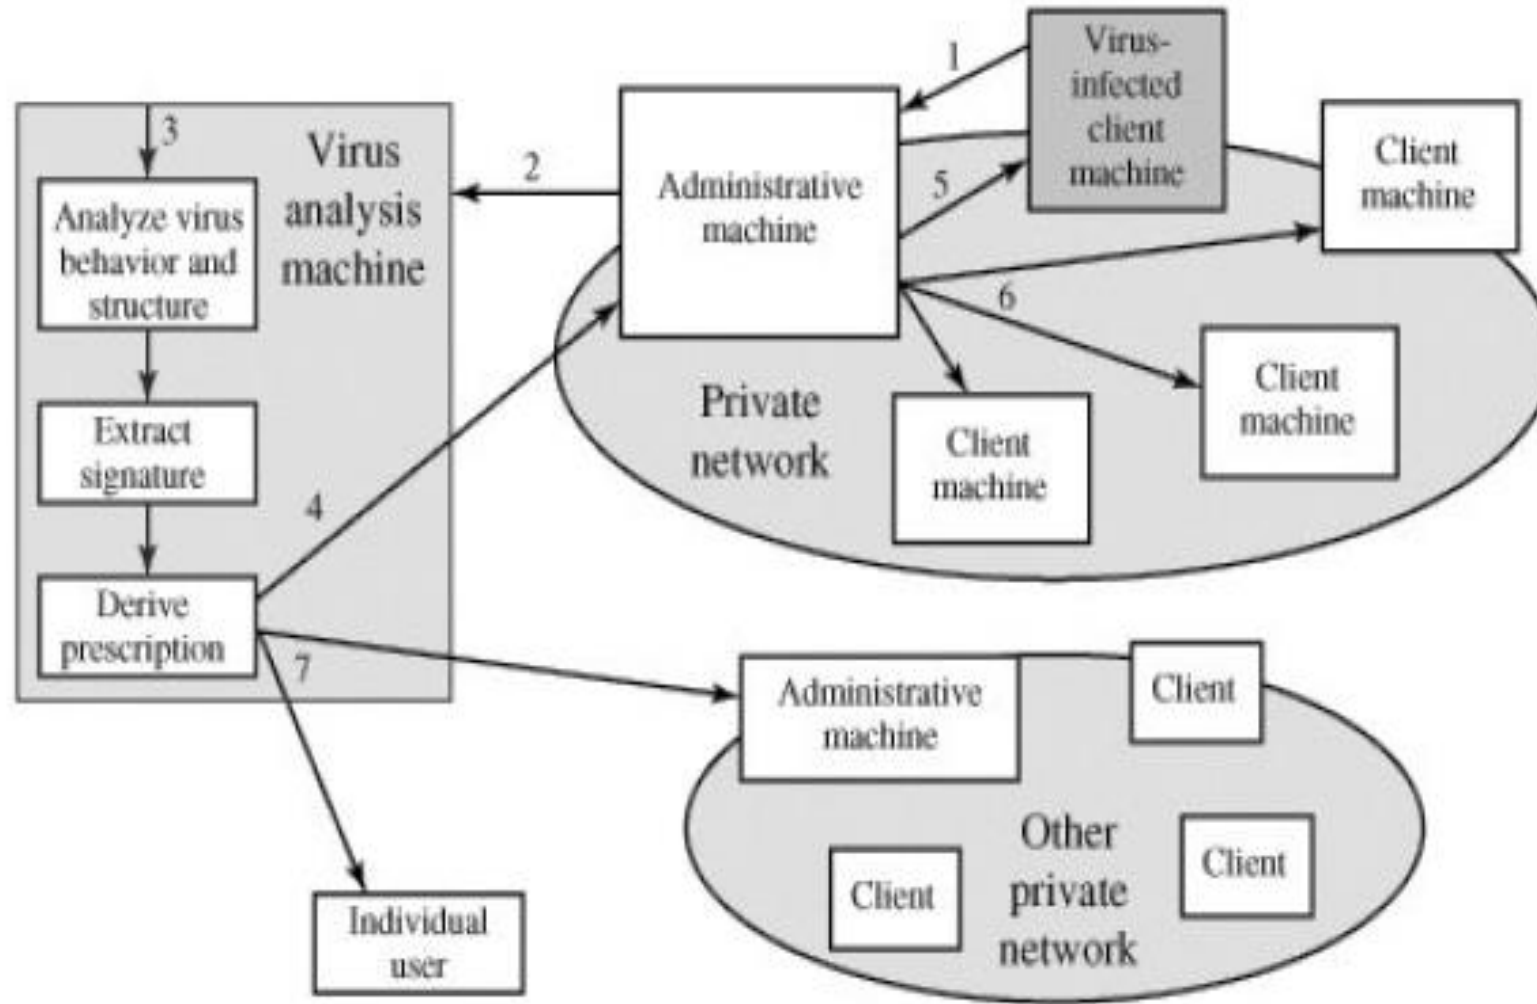 1
Virus-
infected
client
machine
3
Virus
analysis
machine
2
Administrative
machine
5
Client
machine
Analyze virus
behavior and
structure
6
Client
machine
Private
network
Client
machine
Extract
signature
4
Derive
prescription
7
Administrative
machine
Client
Other
private
network
Client
Client
Individual
user